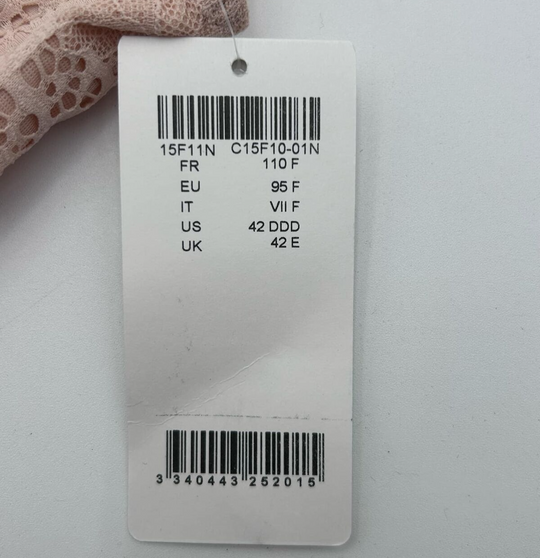 15F11N C15F10-01N
FR 110 F
EU 95 F
IT VII F
US 42 DDD
UK 42 E
3 340443 252015